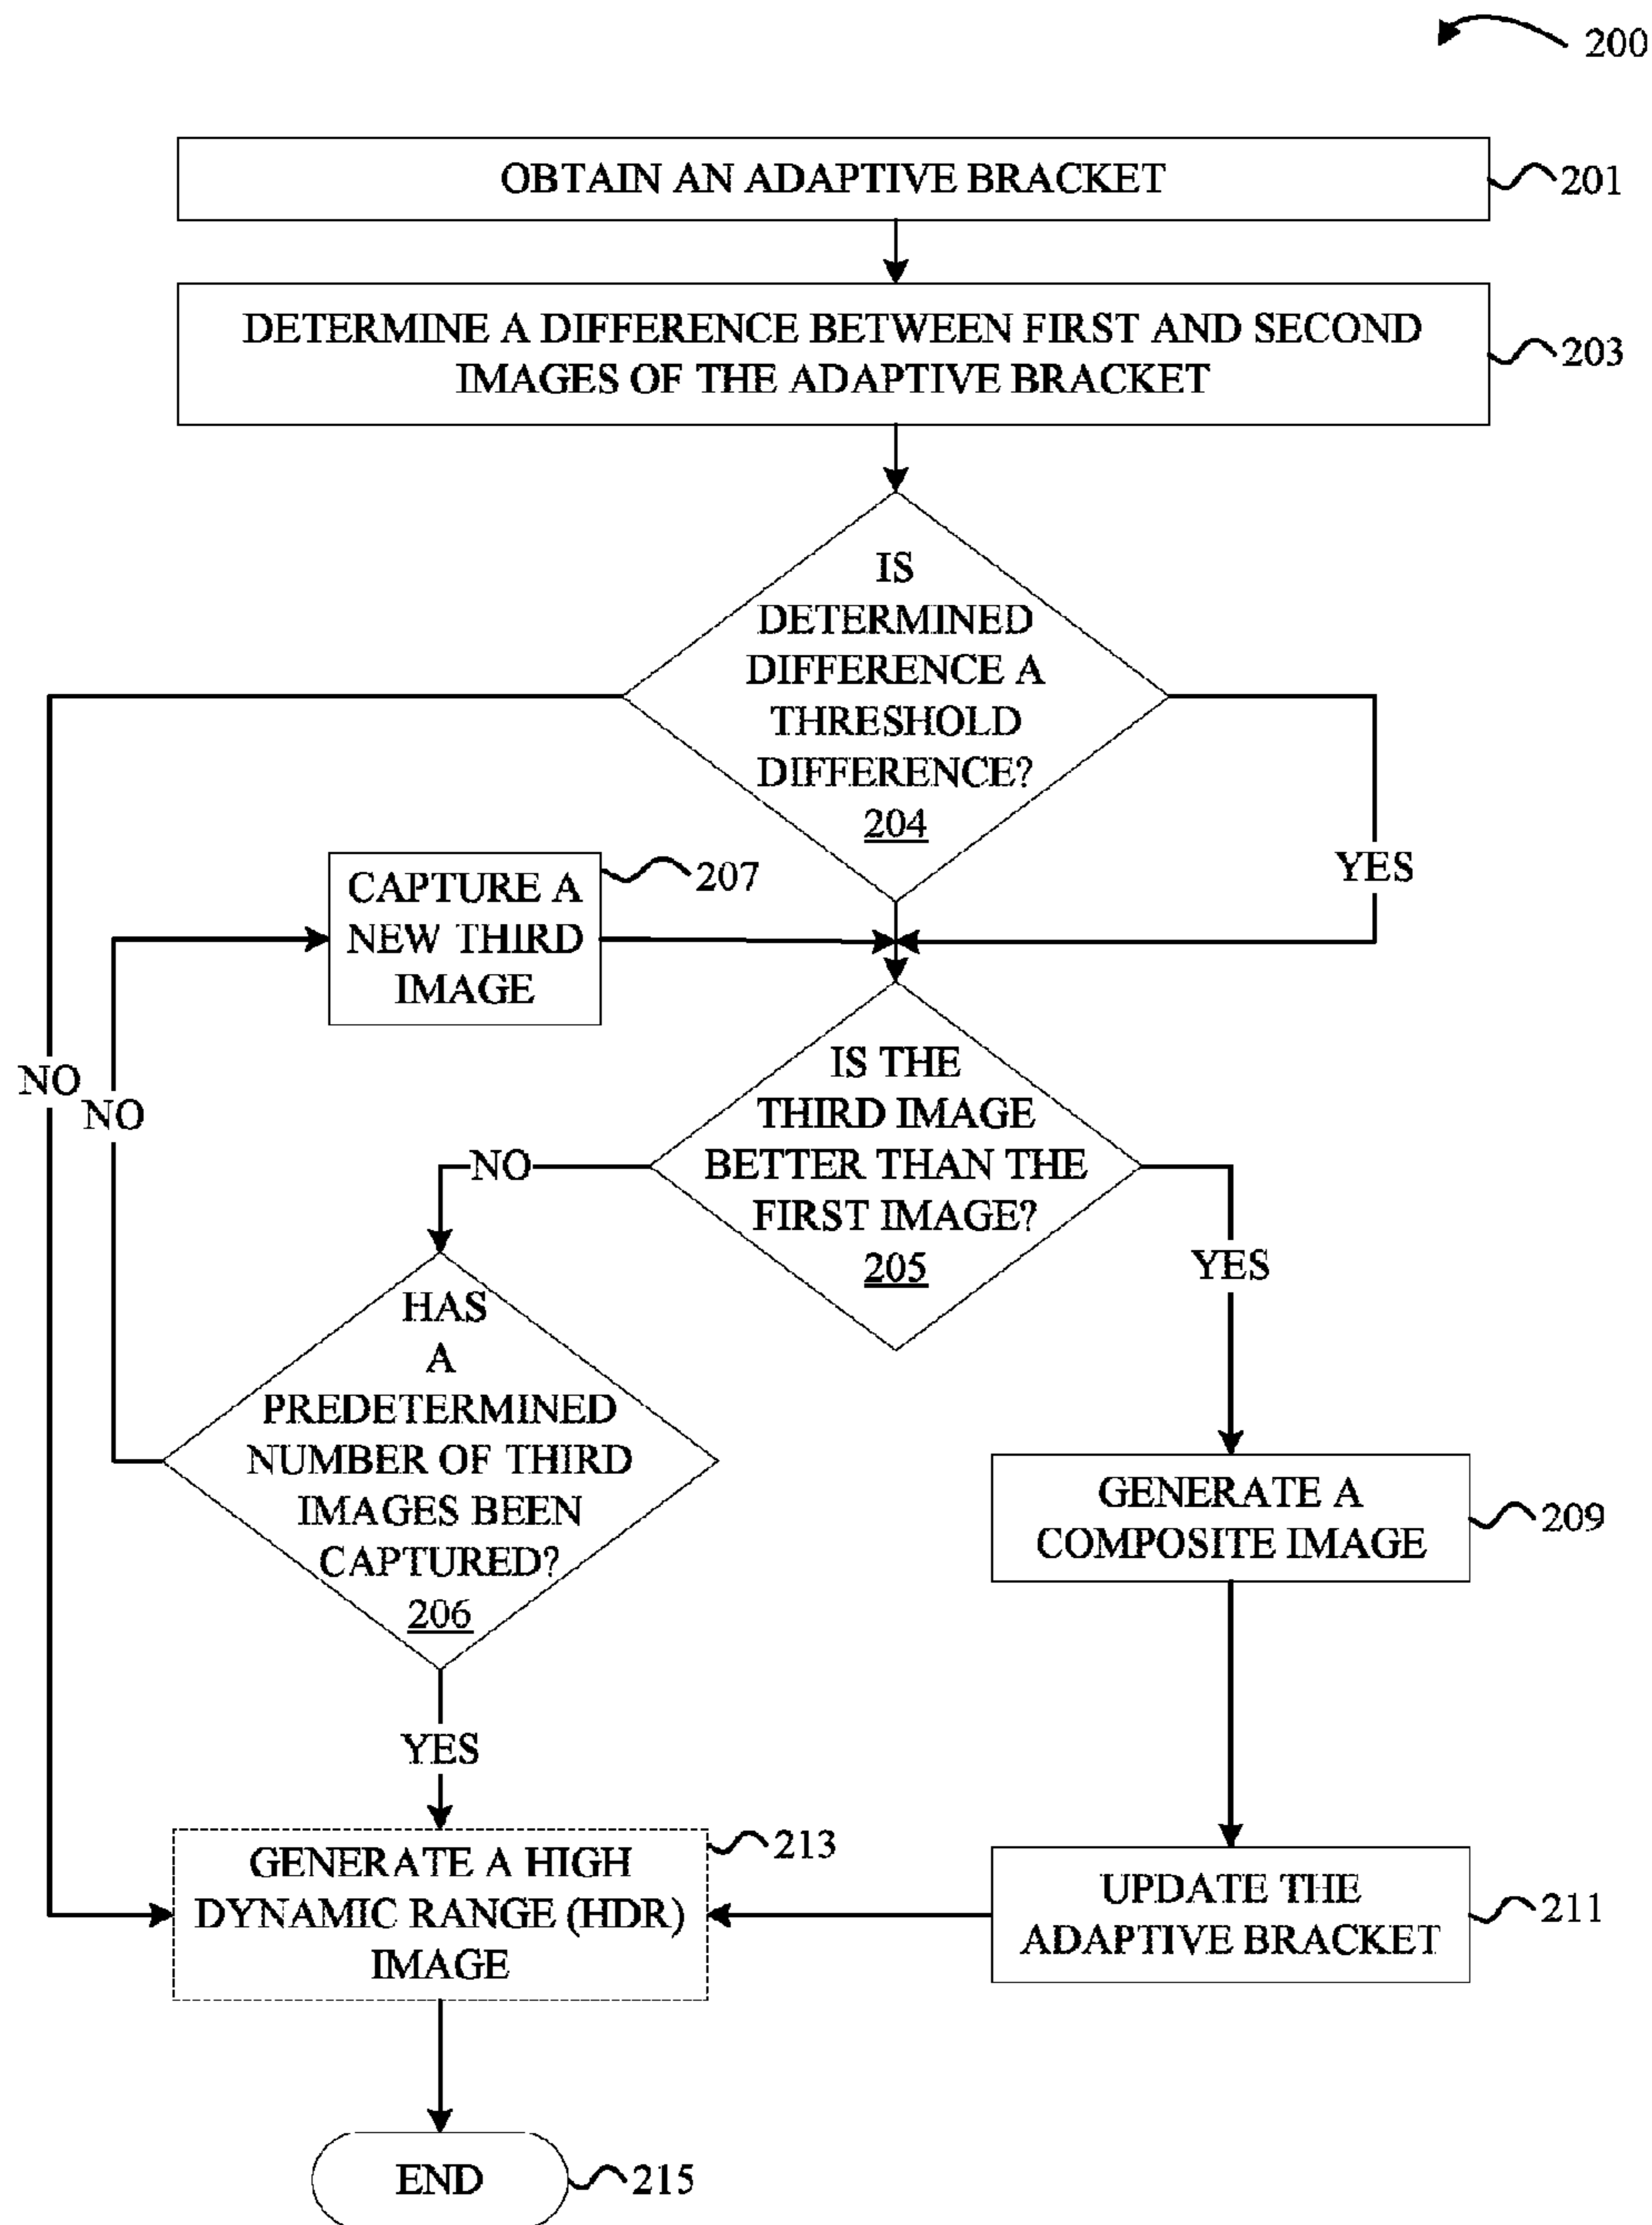 200
OBTAIN AN ADAPTIVE BRACKET
201
DETERMINE A DIFFERENCE BETWEEN FIRST AND SECOND
IMAGES OF THE ADAPTIVE BRACKET
203
IS
DETERMINED
DIFFERENCE A
THRESHOLD
DIFFERENCE?
204
YES
CAPTURE A
NEW THIRD
IMAGE
207
NO
NO
IS THE
THIRD IMAGE
BETTER THAN THE
FIRST IMAGE?
205
NO
YES
HAS
A
PREDETERMINED
NUMBER OF THIRD
IMAGES BEEN
CAPTURED?
206
YES
GENERATE A
COMPOSITE IMAGE
209
GENERATE A HIGH
DYNAMIC RANGE (HDR)
IMAGE
213
UPDATE THE
ADAPTIVE BRACKET
211
END
215